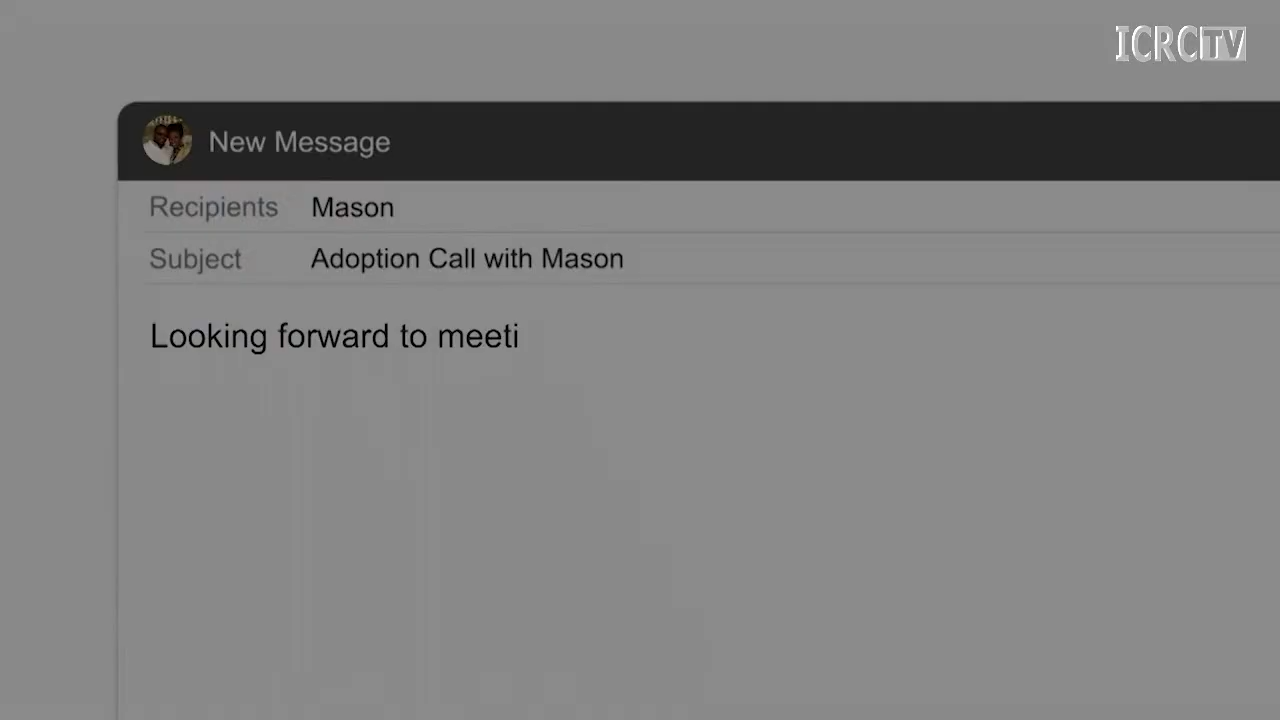 ICRCTV
New Message
Recipients Mason
Subject Adoption Call with Mason
Looking forward to meeti